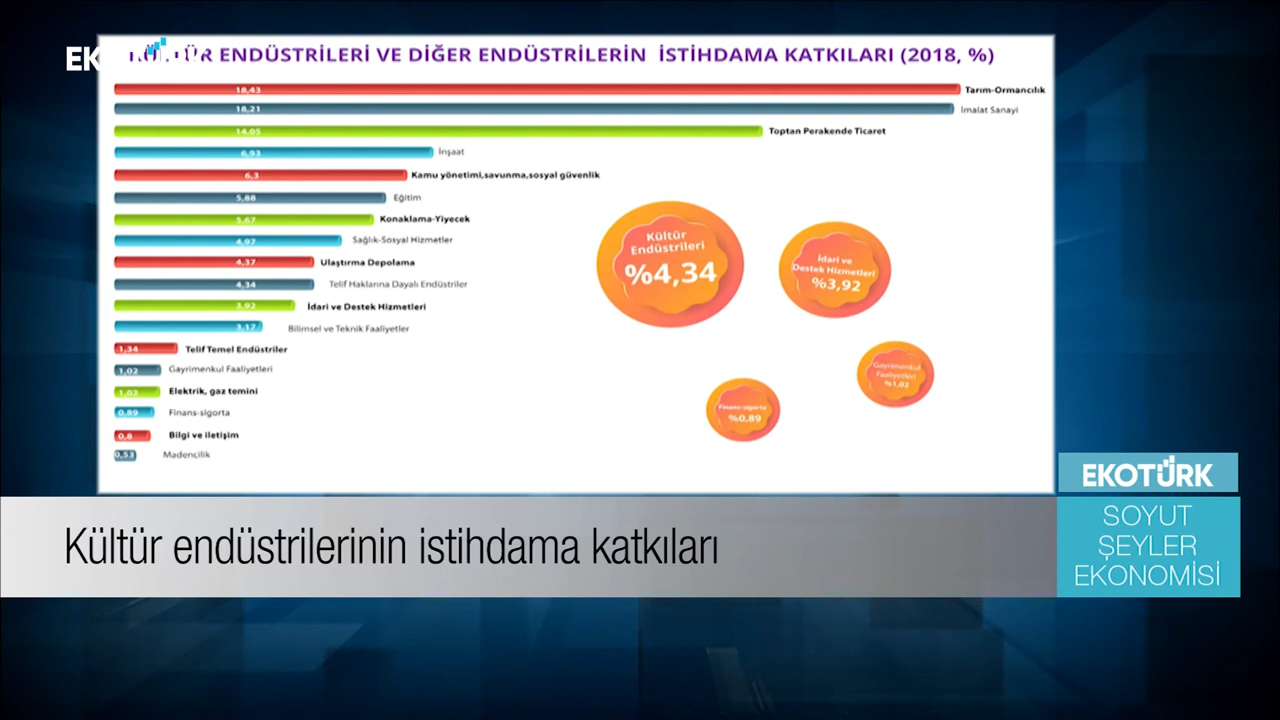 KÜLTÜR ENDÜSTRİLERİ VE DİĞER ENDÜSTRİLERİN İSTİHDAMA KATKILARI (2018, %)
18,43 Tarım-Ormancılık
18,21 İmalat Sanayi
14,05 Toptan Perakende Ticaret
6,93 İnşaat
6,3 Kamu yönetimi,savunma,sosyal güvenlik
5,88 Eğitim
5,67 Konaklama-Yiyecek
4,97 Sağlık-Sosyal Hizmetler
4,37 Ulaştırma Depolama
4,34 Telif Haklarına Dayalı Endüstriler
3,92 İdari ve Destek Hizmetleri
3,17 Bilimsel ve Teknik Faaliyetler
1,34 Telif Temel Endüstriler
1,02 Gayrimenkul Faaliyetleri
1,02 Elektrik, gaz temini
0,89 Finans-sigorta
0,8 Bilgi ve iletişim
0,53 Madencilik
Kültür
Endüstrileri
%4,34
İdari ve
Destek Hizmetleri
%3,92
Gayrimenkul
Faaliyetleri
%1,02
Finans-sigorta
%0,89
EKOTÜRK
Kültür endüstrilerinin istihdama katkıları
SOYUT
ŞEYLER
EKONOMİSİ